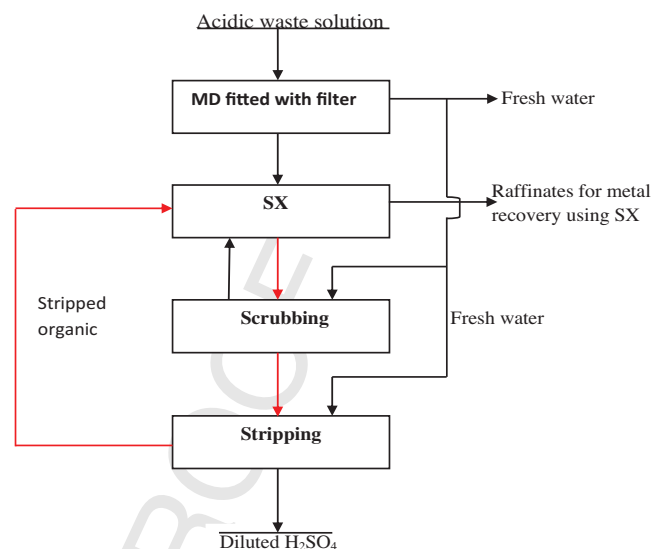 Acidic waste solution
MD fitted with filter
Fresh water
SX
Raffinates for metal
recovery using SX
Stripped
organic
Scrubbing
Fresh water
Stripping
Diluted H₂SO₄